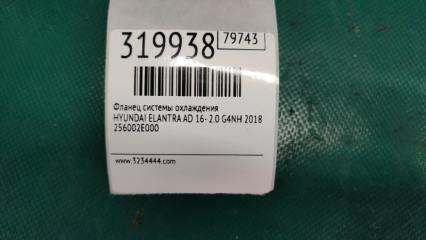 319938 79743
Фланец системы охлаждения
HYUNDAI ELANTRA AD 16- 2.0 G4NH 2018
256002E000
www.3234444.com